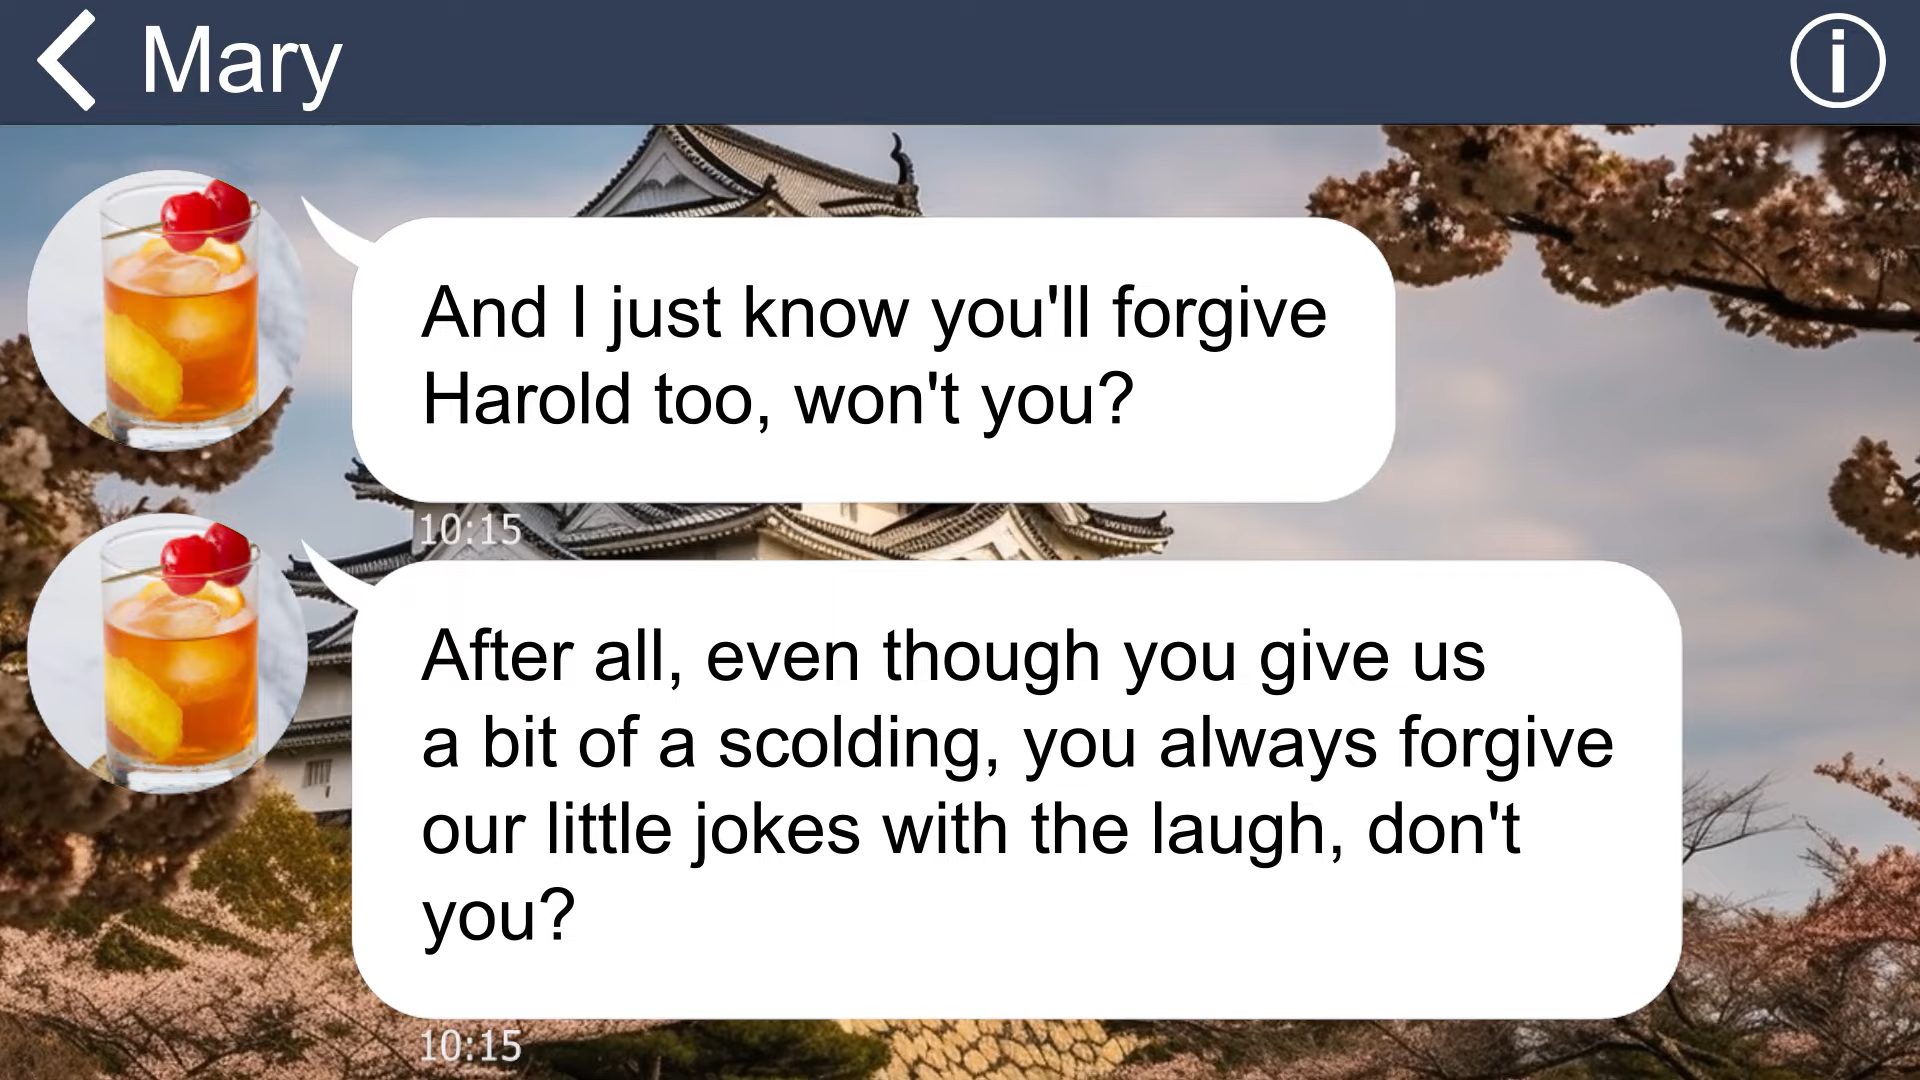 Mary
And I just know you'll forgive
Harold too, won't you?
10:15
After all, even though you give us
a bit of a scolding, you always forgive
our little jokes with the laugh, don't
you?
10:15